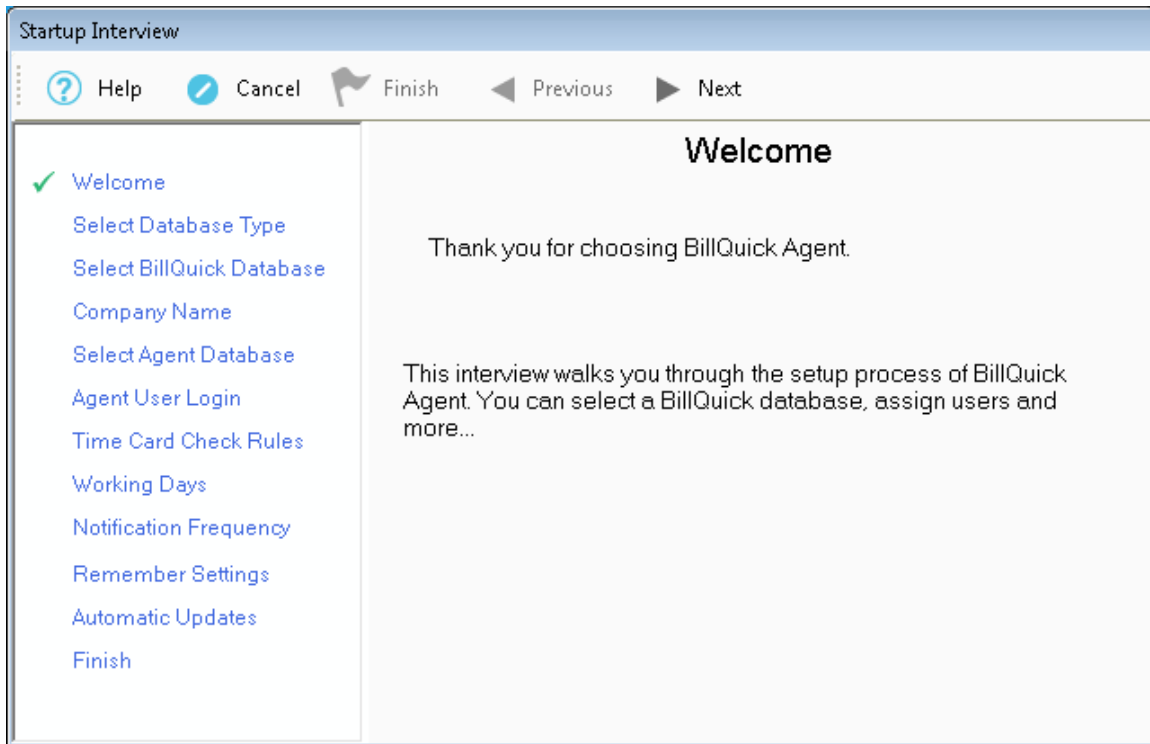 Startup Interview
Help Cancel Finish Previous Next
Welcome
Select Database Type
Select BillQuick Database
Company Name
Select Agent Database
Agent User Login
Time Card Check Rules
Working Days
Notification Frequency
Remember Settings
Automatic Updates
Finish
Welcome
Thank you for choosing BillQuick Agent.
This interview walks you through the setup process of BillQuick
Agent. You can select a BillQuick database, assign users and
more...